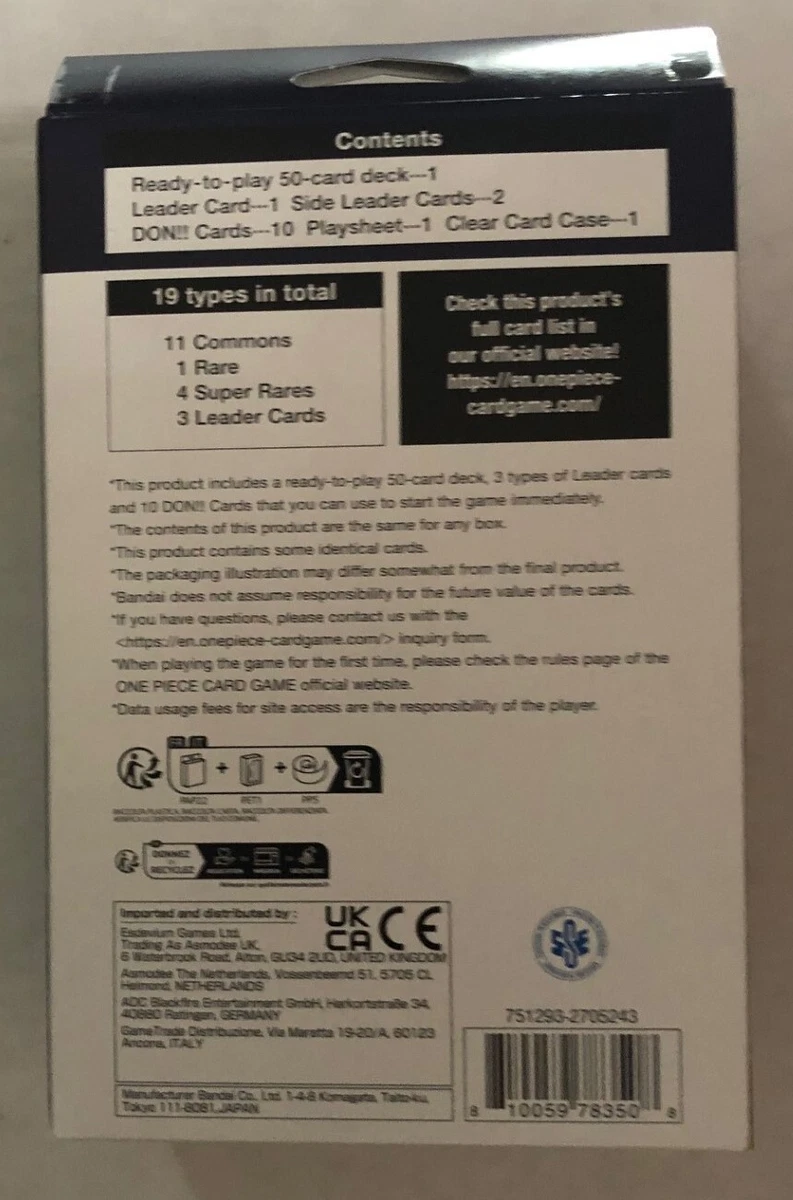 Contents
Ready-to-play 50-card deck---1
Leader Card---1 Side Leader Cards---2
DON!! Cards---10 Playsheet---1 Clear Card Case---1
19 types in total
11 Commons
1 Rare
4 Super Rares
3 Leader Cards
Check this product's
full card list in
our official website!
https://en.onepiece-
cardgame.com/
*This product includes a ready-to-play 50-card deck, 3 types of Leader cards
and 10 DON!! Cards that you can use to start the game immediately.
*The contents of this product are the same for any box.
*This product contains some identical cards.
*The packaging illustration may differ somewhat from the final product.
*Bandai does not assume responsibility for the future value of the cards.
*If you have questions, please contact us with the
<https://en.onepiece-cardgame.com/> inquiry form.
*When playing the game for the first time, please check the rules page of the
ONE PIECE CARD GAME official website.
*Data usage fees for site access are the responsibility of the player.
FR IT
PAP22 PET1 PP5
DONNEZ
RECYCLEZ
Imported and distributed by :
UK
CA CE
Esdevium Games Ltd.
Trading As Asmodee UK,
6 Waterbrook Road, Alton, GU34 2UD, UNITED KINGDOM
Asmodee The Netherlands, Vossenbeemd 51, 5705 CL
Helmond, NETHERLANDS
ADC Blackfire Entertainment GmbH, Harkortstraße 34,
40880 Ratingen, GERMANY
GameTrade Distribuzione, Via Maratta 19-20/A, 60123
Ancona, ITALY
Manufacturer Bandai Co., Ltd. 1-4-8 Komagata, Taito-ku,
Tokyo 111-8081, JAPAN
751293-2705243
8 10059 78350 8